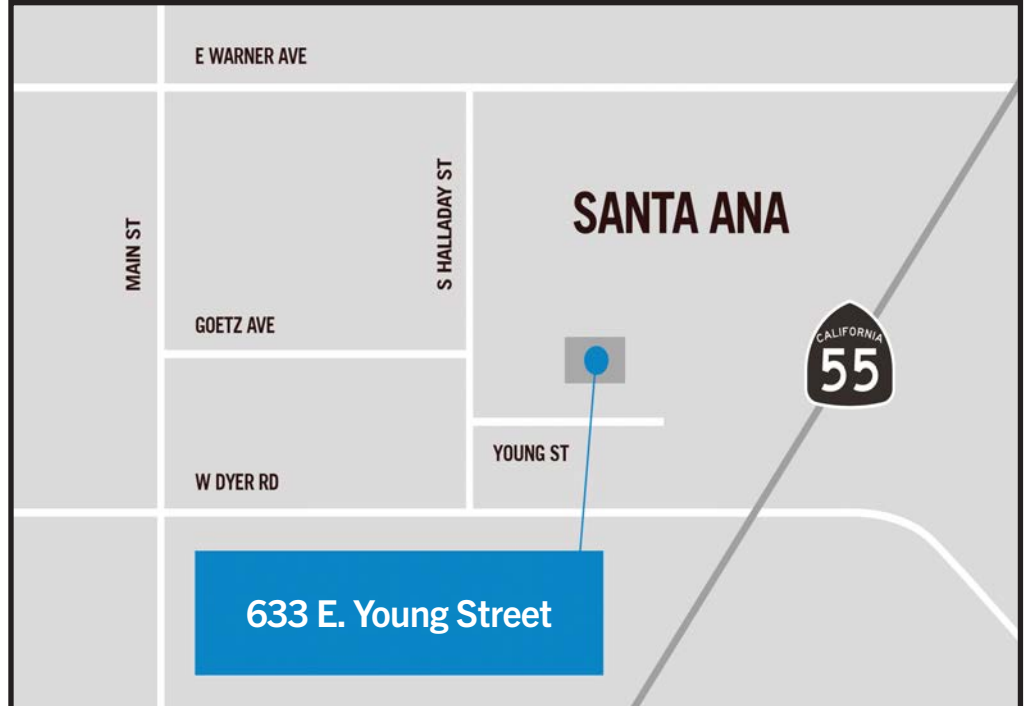 E WARNER AVE
MAIN ST
S HALLADAY ST
SANTA ANA
GOETZ AVE
CALIFORNIA
55
YOUNG ST
W DYER RD
633 E. Young Street